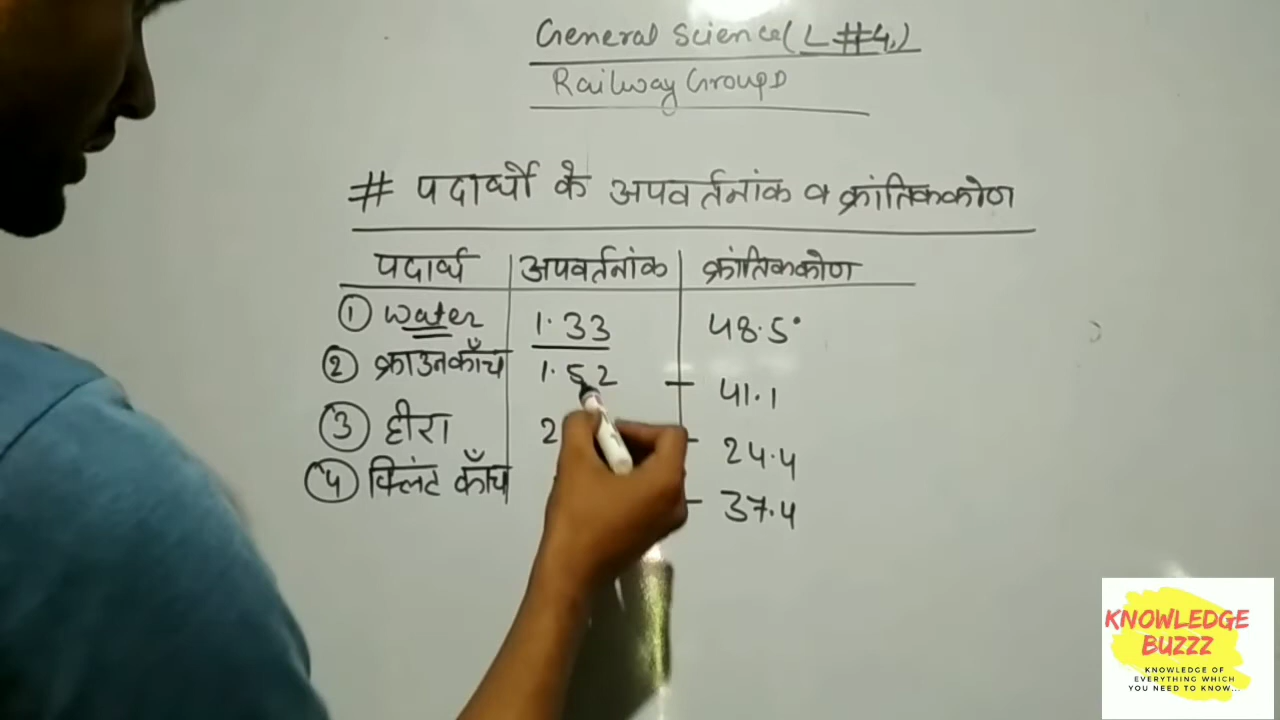 General Science (L#4.)
Railway Group D
# पदार्थो के अपवर्तनांक व क्रांतिककोण
पदार्थ अपवर्तनांक क्रांतिककोण
① Water 1.33 48.5°
② क्राउनकाँच 1.52 — 41.1
③ हीरा 2 - 24.4
④ फ्लिंट काँच - 37.4
KNOWLEDGE
BUZZZ
KNOWLEDGE OF
EVERYTHING WHICH
YOU NEED TO KNOW...